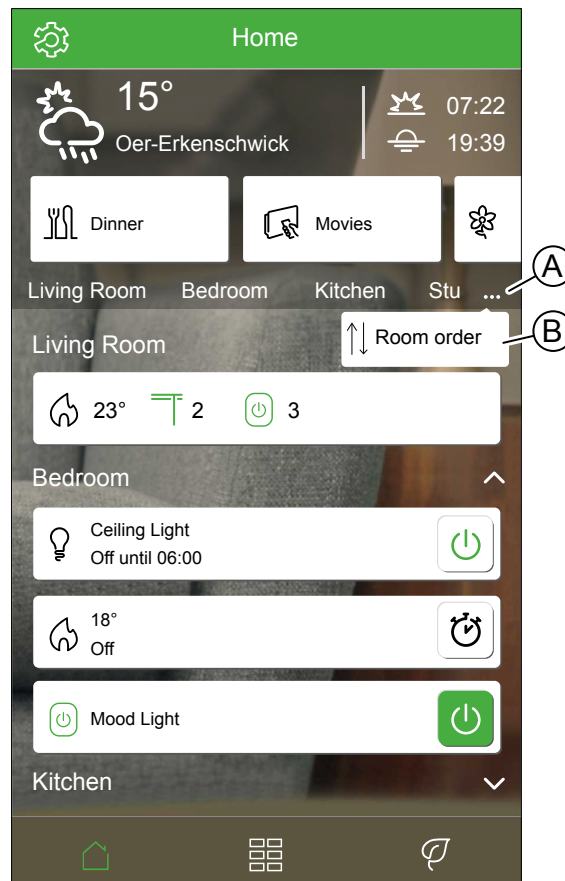 Home
15°
07:22
Oer-Erkenschwick
19:39
Dinner
Movies
A
Living Room Bedroom Kitchen Stu ...
B
Room order
Living Room
23° 2 3
Bedroom
Ceiling Light
Off until 06:00
18°
Off
Mood Light
Kitchen